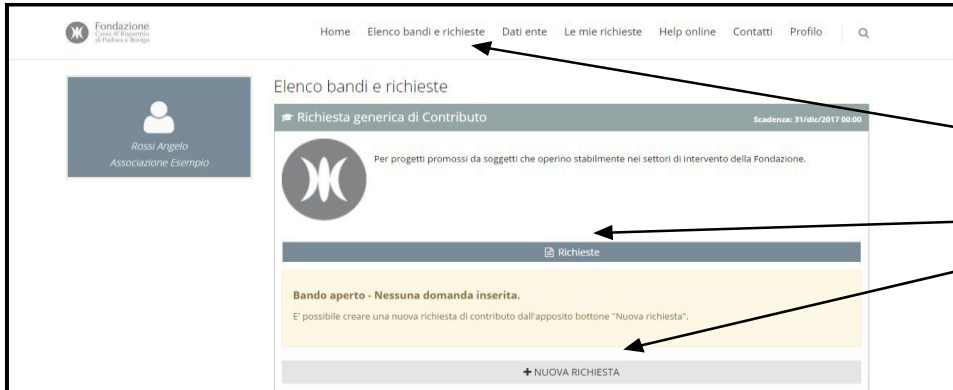 Fondazione
Cassa di Risparmio
di Padova e Rovigo
Home Elenco bandi e richieste Dati ente Le mie richieste Help online Contatti Profilo
Rossi Angelo
Associazione Esempio
Elenco bandi e richieste
Richiesta generica di Contributo
Scadenza: 31/dic/2017 00:00
Per progetti promossi da soggetti che operino stabilmente nei settori di intervento della Fondazione.
Richieste
Bando aperto - Nessuna domanda inserita.
E' possibile creare una nuova richiesta di contributo dall'apposito bottone "Nuova richiesta".
+ NUOVA RICHIESTA